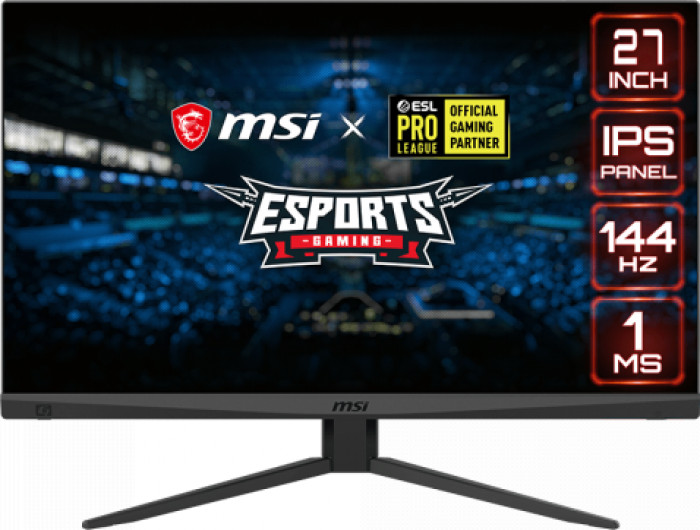 msi X ESL PRO LEAGUE OFFICIAL GAMING PARTNER
ESPORTS
- GAMING -
27
INCH
IPS
PANEL
144
HZ
1
MS
msi